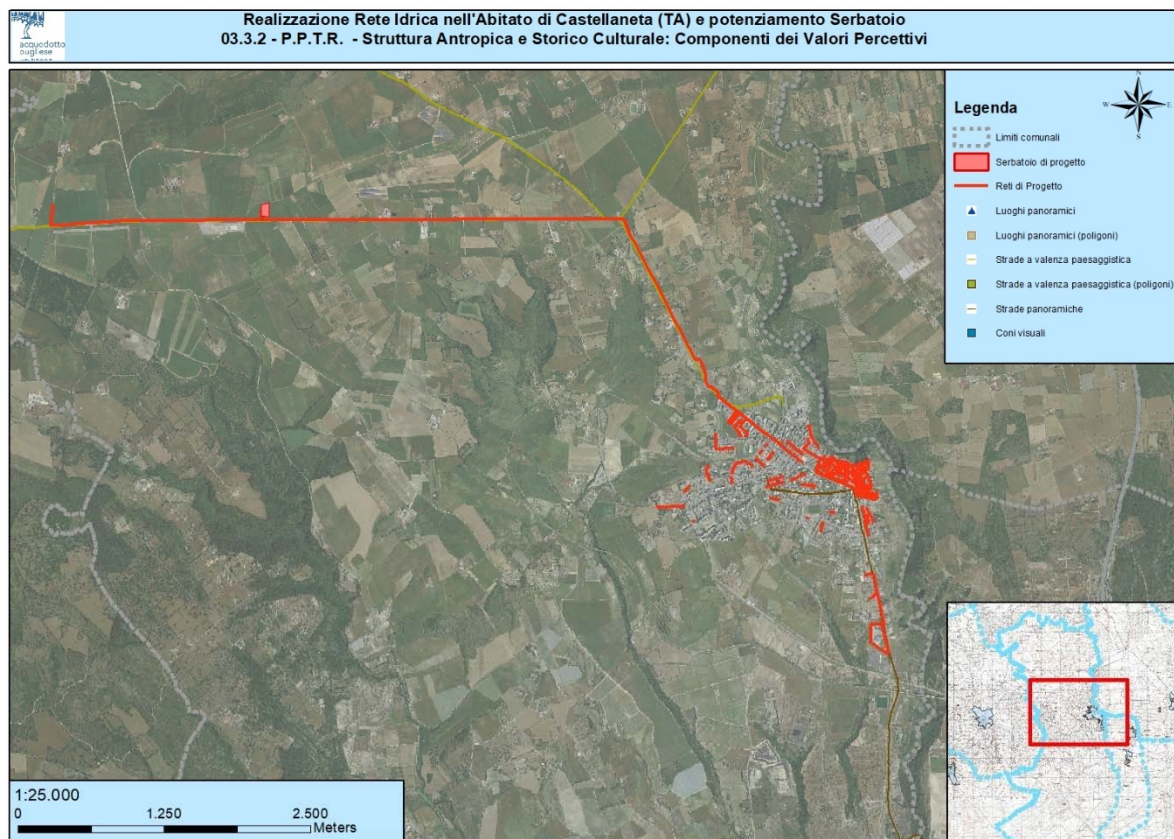 Realizzazione Rete Idrica nell'Abitato di Castellaneta (TA) e potenziamento Serbatoio
03.3.2 - P.P.T.R. - Struttura Antropica e Storico Culturale: Componenti dei Valori Percettivi
acquedotto
pugliese
Legenda
N
W
E
S
Limiti comunali
Serbatoio di progetto
Reti di Progetto
Luoghi panoramici
Luoghi panoramici (poligoni)
Strade a valenza paesaggistica
Strade a valenza paesaggistica (poligoni)
Strade panoramiche
Coni visuali
1:25.000
0 1.250 2.500
Meters